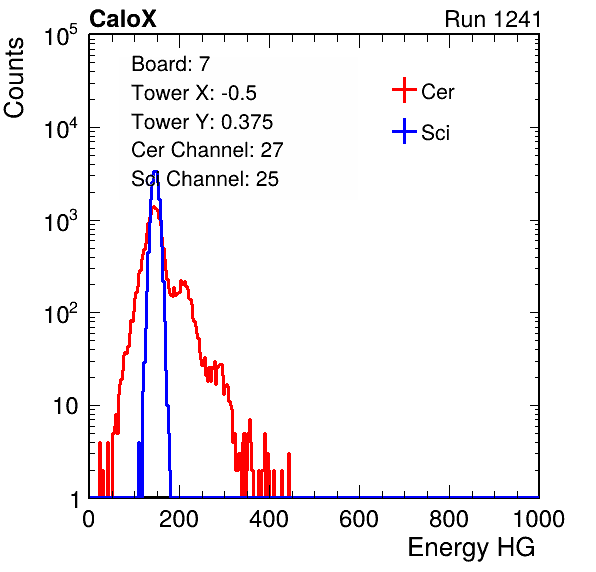 CaloX Run 1241
Counts
Board: 7
Tower X: -0.5
Tower Y: 0.375
Cer Channel: 27
Sci Channel: 25
Cer
Sci
10^5
10^4
10^3
10^2
10
1
0 200 400 600 800 1000
Energy HG